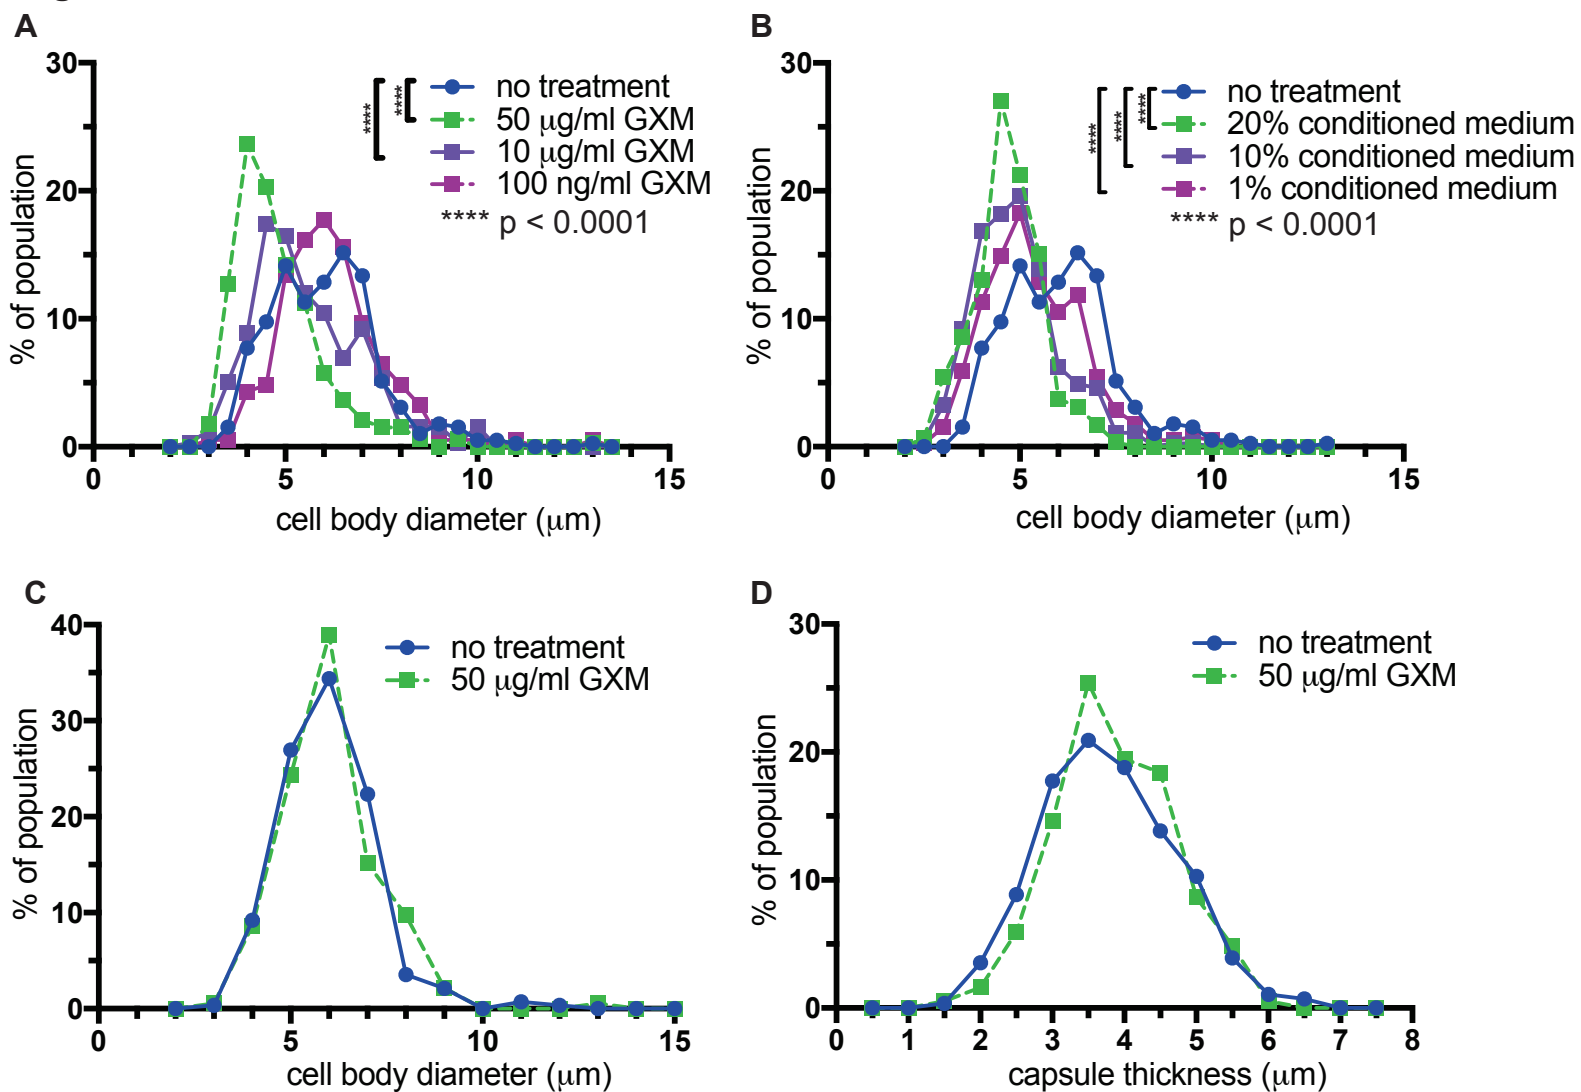 A
30
20
10
0
% of population
0
5
10
15
cell body diameter (μm)
****
****
no treatment
50 μg/ml GXM
10 μg/ml GXM
100 ng/ml GXM
**** p < 0.0001
B
30
20
10
0
% of population
0
5
10
15
cell body diameter (μm)
****
****
****
no treatment
20% conditioned medium
10% conditioned medium
1% conditioned medium
**** p < 0.0001
C
40
30
20
10
0
% of population
0
5
10
15
cell body diameter (μm)
no treatment
50 μg/ml GXM
D
30
20
10
0
% of population
0
1
2
3
4
5
6
7
8
capsule thickness (μm)
no treatment
50 μg/ml GXM